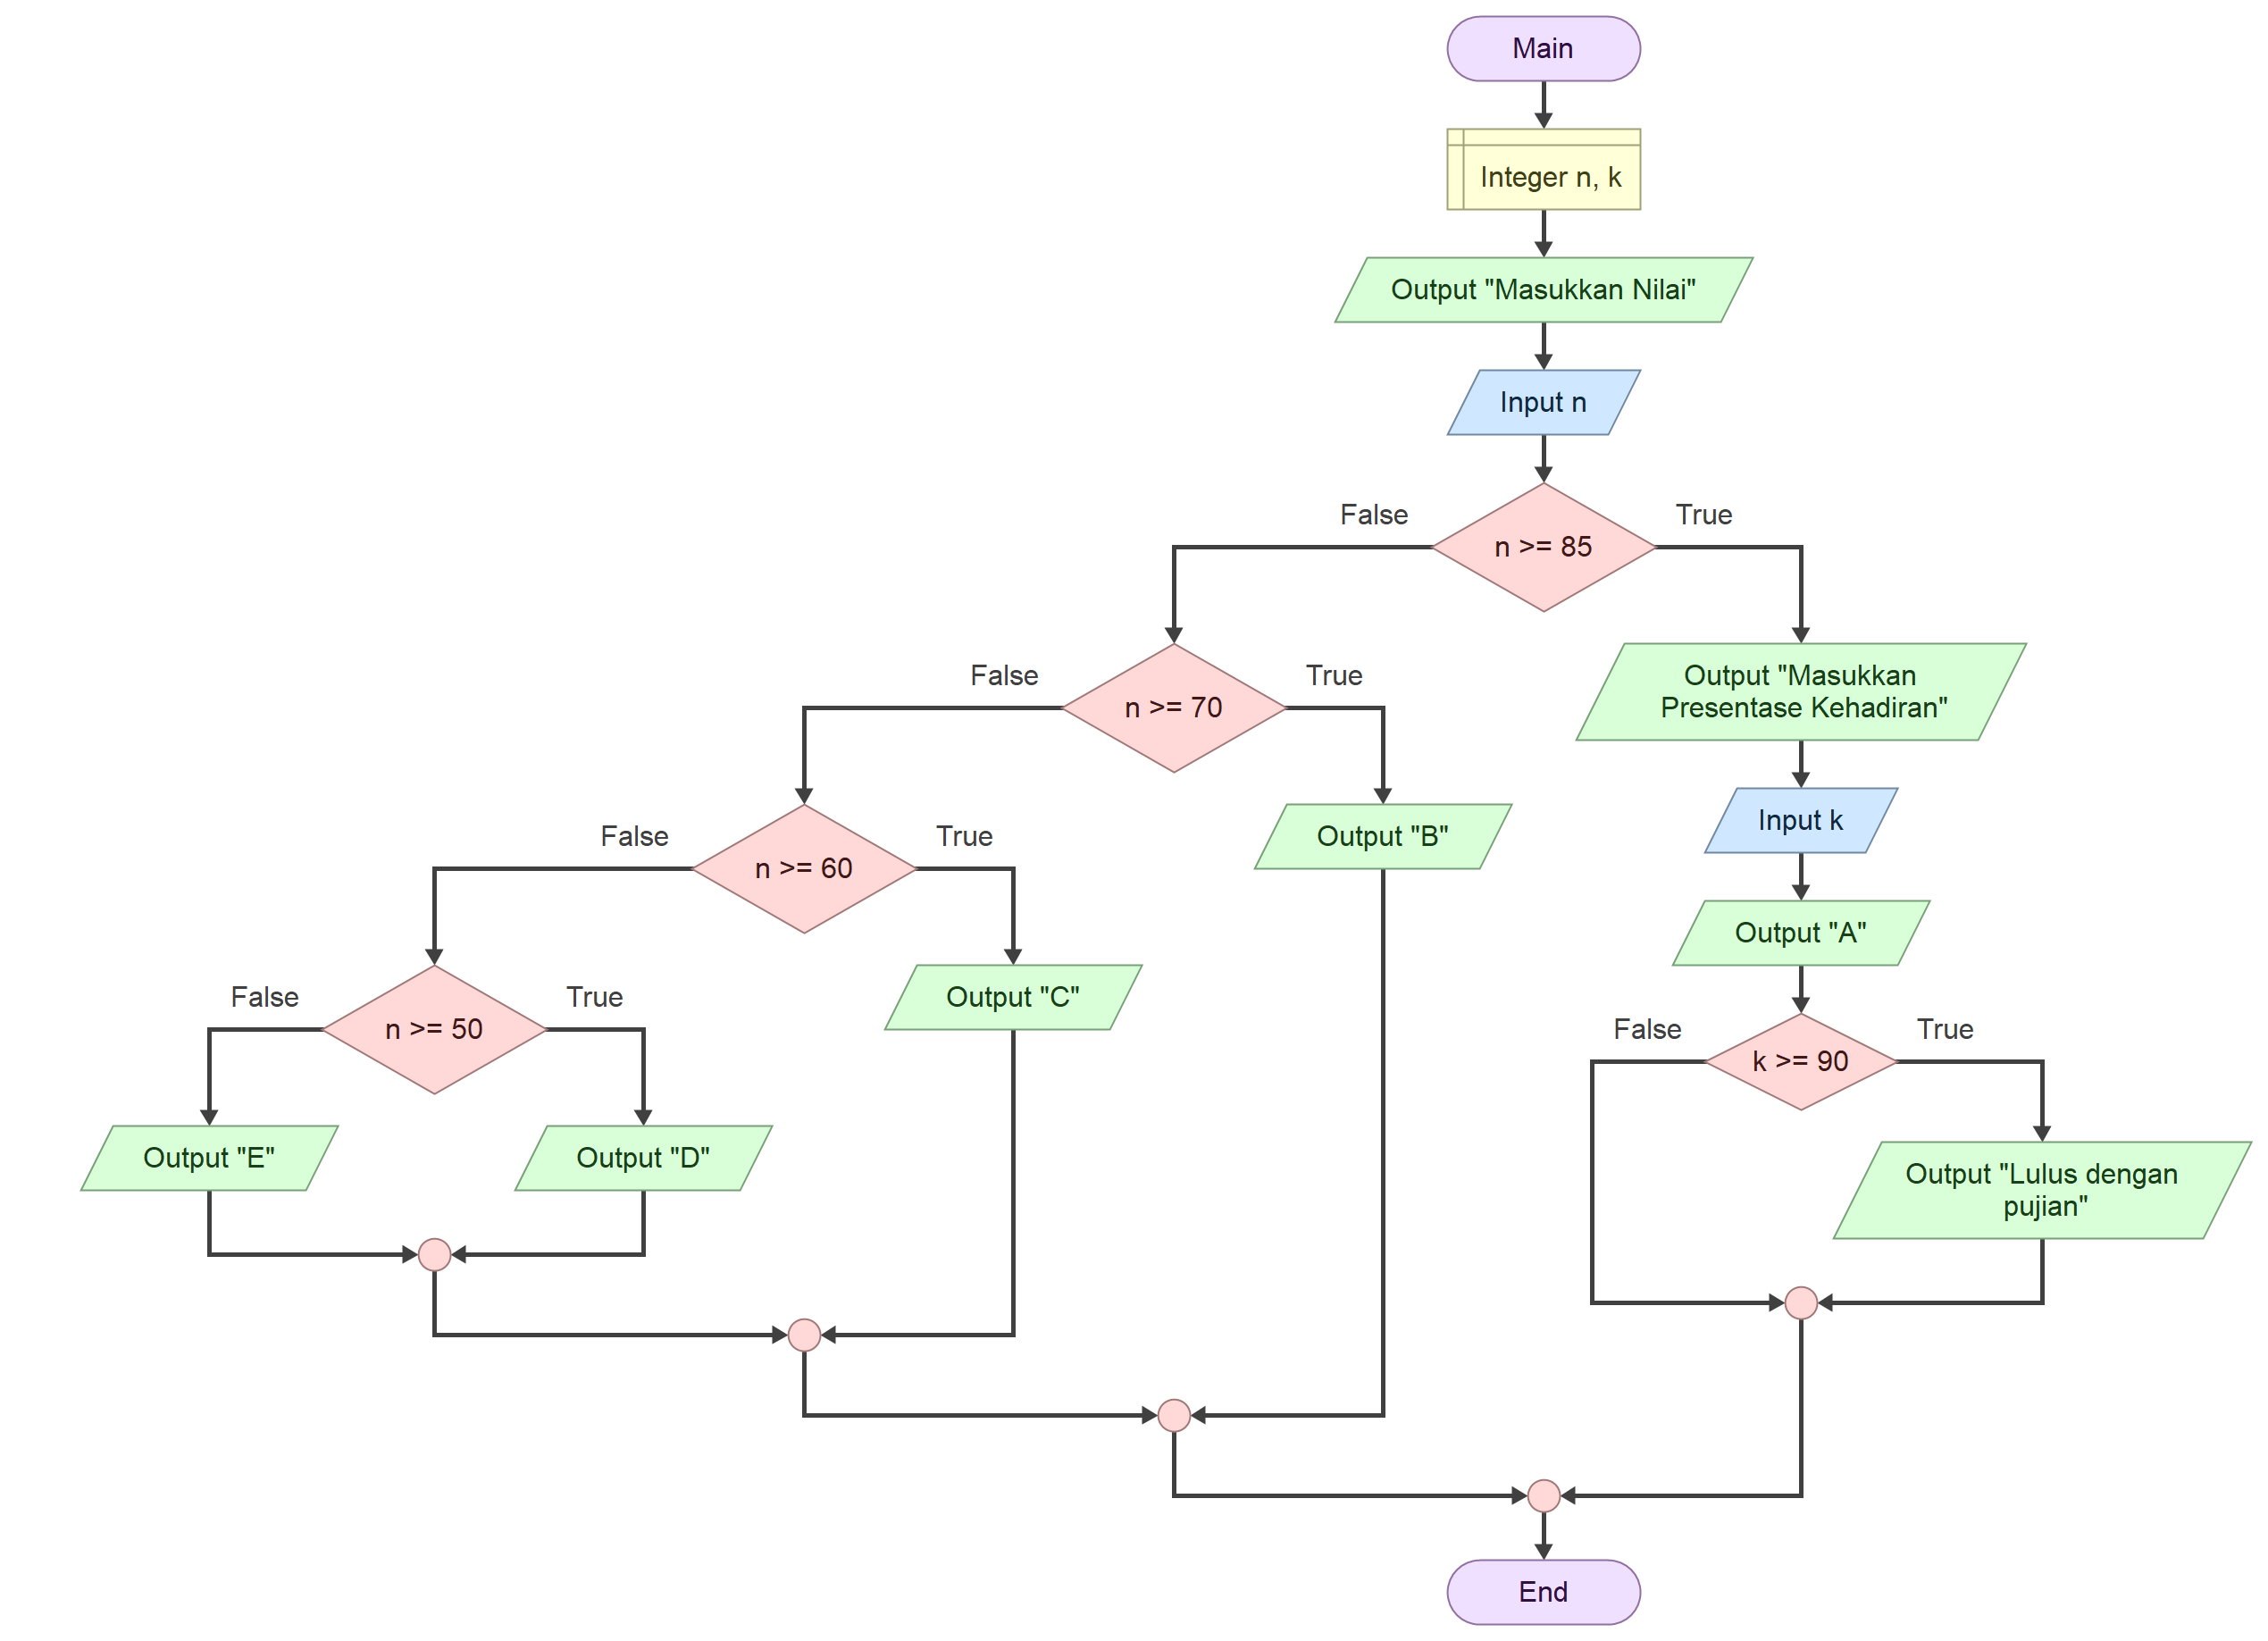 Main
Integer n, k
Output "Masukkan Nilai"
Input n
False
True
n >= 85
False
True
n >= 70
Output "Masukkan
Presentase Kehadiran"
False
True
n >= 60
Output "B"
Input k
Output "A"
False
True
n >= 50
Output "C"
False
True
k >= 90
Output "E"
Output "D"
Output "Lulus dengan
pujian"
End